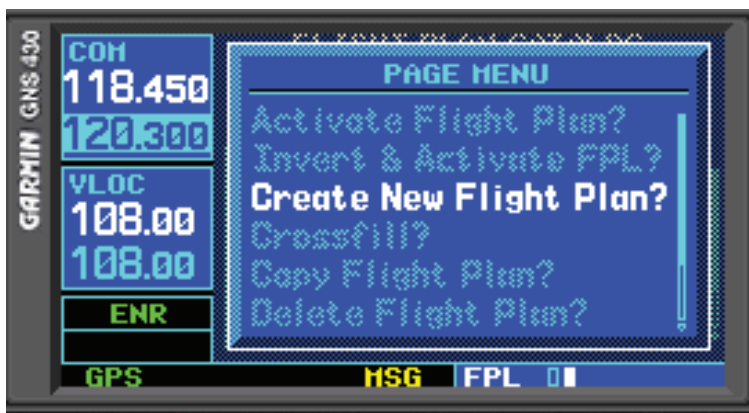 GARMIN GNS 430
COM
118.450
120.300
VLOC
108.00
108.00
ENR
GPS
PAGE MENU
Activate Flight Plan?
Invert & Activate FPL?
Create New Flight Plan?
Crossfill?
Copy Flight Plan?
Delete Flight Plan?
MSG
FPL